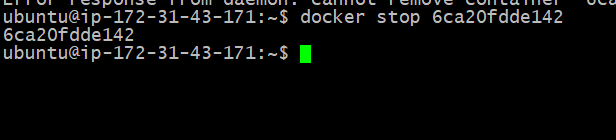 Error response from daemon: cannot remove container
ubuntu@ip-172-31-43-171:~$ docker stop 6ca20fdde142
6ca20fdde142
ubuntu@ip-172-31-43-171:~$